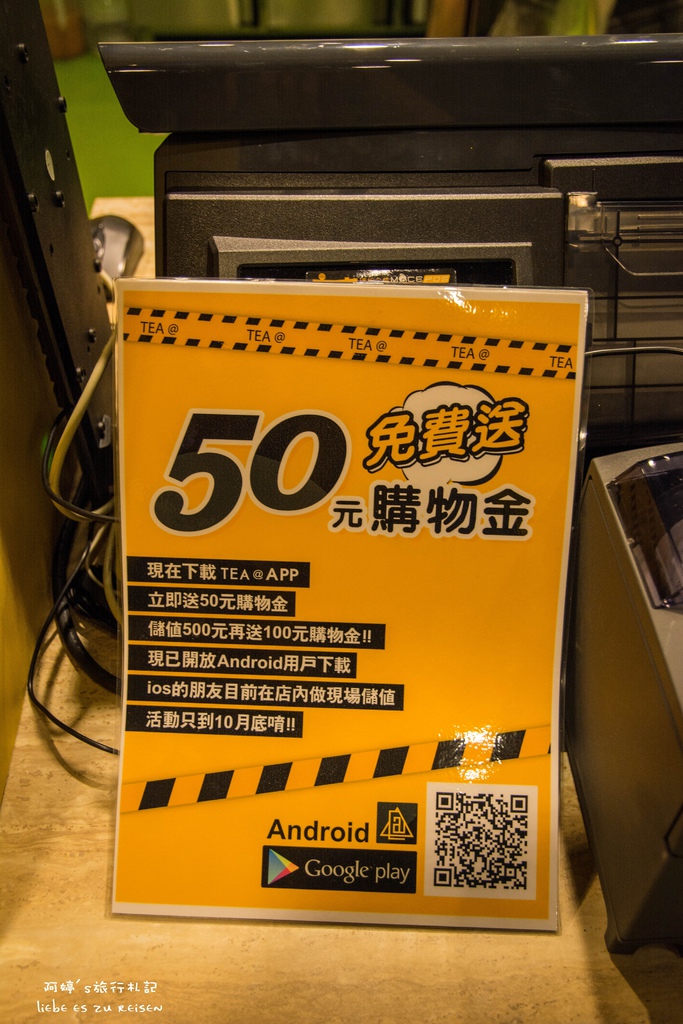 TEA @ TEA @ TEA @ TEA @ TEA
50元
免費送
購物金
現在下載 TEA @ APP
立即送50元購物金
儲值500元再送100元購物金!!
現已開放Android用戶下載
ios的朋友目前在店內做現場儲值
活動只到10月底唷!!
Android
Google play
阿婷's旅行札記
Liebe es zu Reisen